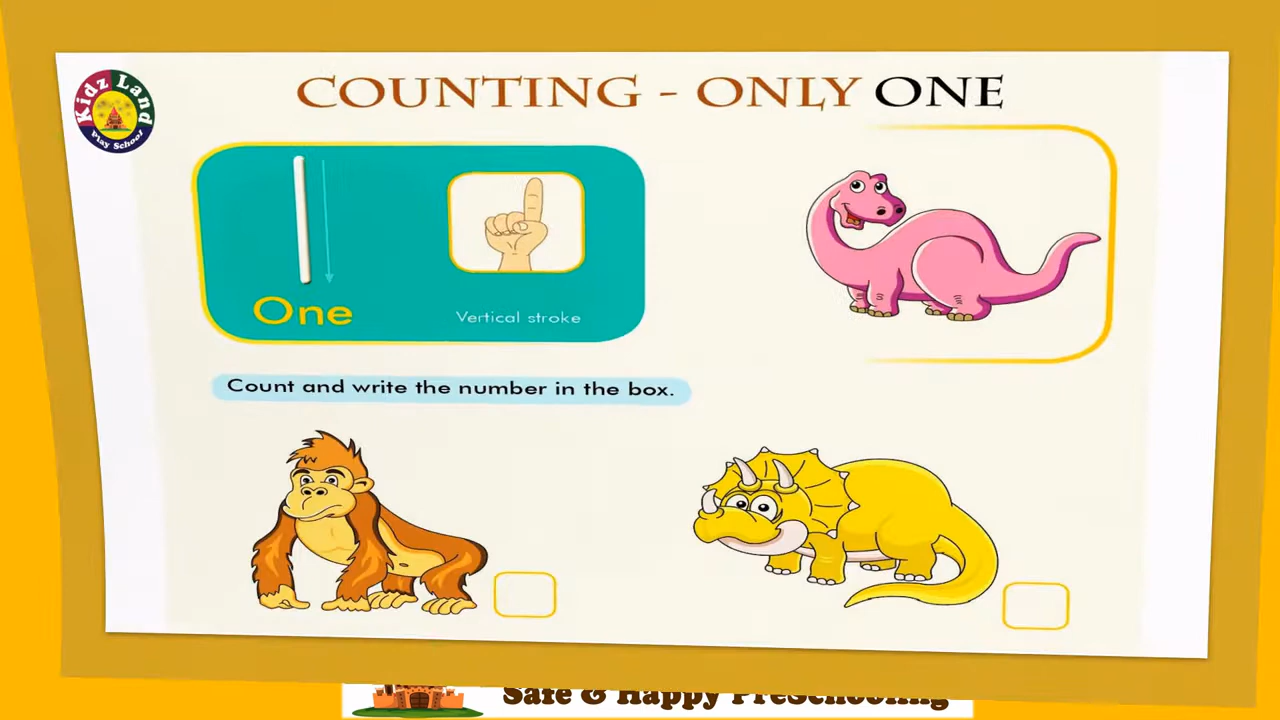 Kidz Land
Play School
COUNTING - ONLY ONE
One
Vertical stroke
Count and write the number in the box.
Safe & Happy PreSchooling